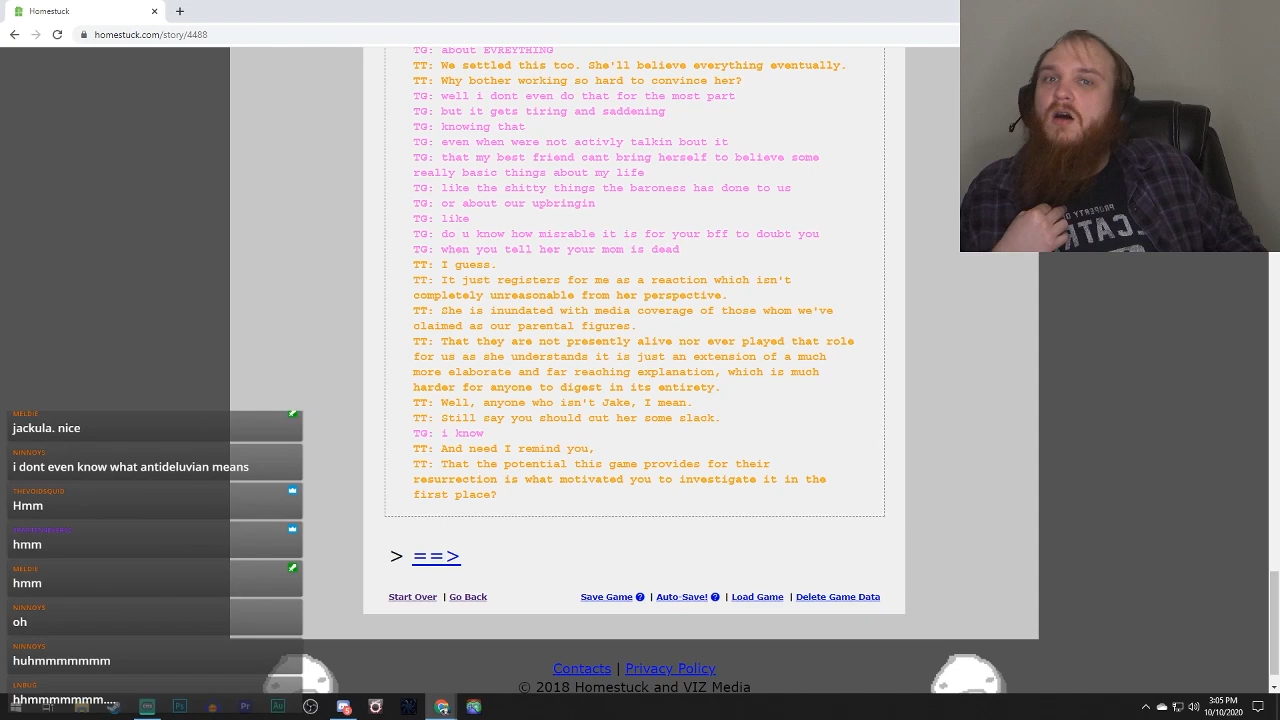 Homestuck
homestuck.com/story/4488
TG: about EVREYTHING
TT: We settled this too. She'll believe everything eventually.
TT: Why bother working so hard to convince her?
TG: well i dont even do that for the most part
TG: but it gets tiring and saddening
TG: knowing that
TG: even when were not activly talkin bout it
TG: that my best friend cant bring herself to believe some
really basic things about my life
TG: like the shitty things the baroness has done to us
TG: or about our upbringin
TG: like
TG: do u know how misrable it is for your bff to doubt you
TG: when you tell her your mom is dead
TT: I guess.
TT: It just registers for me as a reaction which isn't
completely unreasonable from her perspective.
TT: She is inundated with media coverage of those whom we've
claimed as our parental figures.
TT: That they are not presently alive nor ever played that role
for us as she understands it is just an extension of a much
more elaborate and far reaching explanation, which is much
harder for anyone to digest in its entirety.
TT: Well, anyone who isn't Jake, I mean.
TT: Still say you should cut her some slack.
TG: i know
TT: And need I remind you,
TT: That the potential this game provides for their
resurrection is what motivated you to investigate it in the
first place?
> ==>
Start Over | Go Back
Save Game ? | Auto-Save! ? | Load Game | Delete Game Data
Contacts | Privacy Policy
© 2018 Homestuck and VIZ Media
MELDIE
jackula. nice
NINNOYS
i dont even know what antideluvian means
THEVOIDSQUID
Hmm
hmm
MELDIE
hmm
NINNOYS
oh
NINNOYS
huhmmmmmmm
LNBUG
hhmmmmmmm....
PROPERTY OF
3:05 PM
10/10/2020